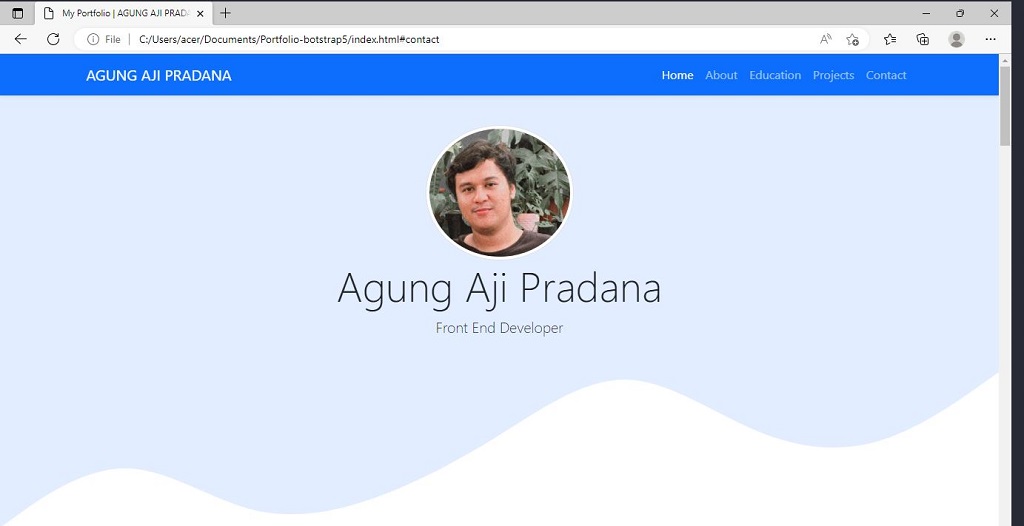 My Portfolio | AGUNG AJI PRADA
File | C:/Users/acer/Documents/Portfolio-botstrap5/index.html#contact
AGUNG AJI PRADANA Home About Education Projects Contact
Agung Aji Pradana
Front End Developer